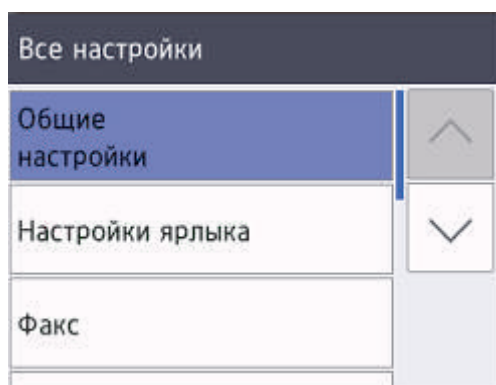 Все настройки
Общие
настройки
Настройки ярлыка
Факс